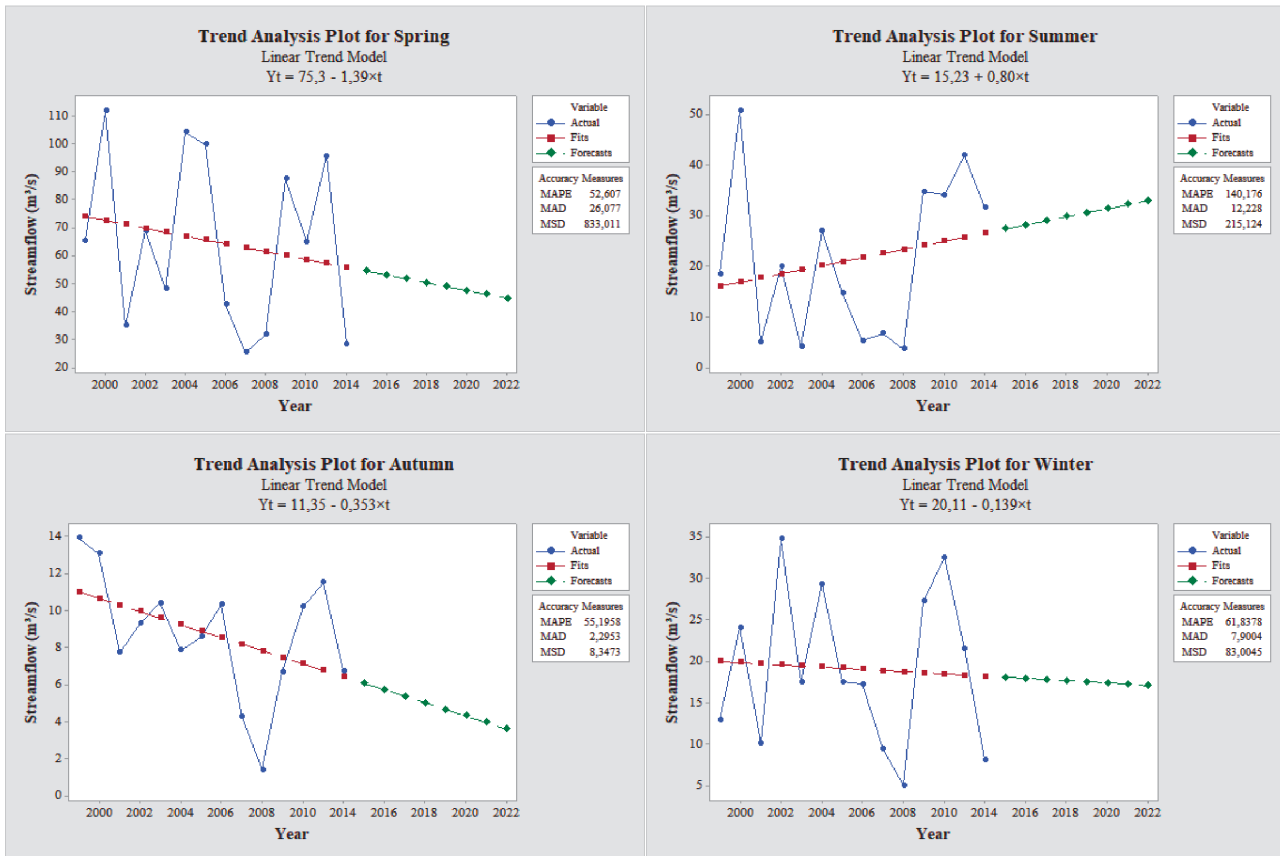 Trend Analysis Plot for Spring
Linear Trend Model
Yt = 75,3 - 1,39×t
Streamflow (m³/s)
110
100
90
80
70
60
50
40
30
20
2000 2002 2004 2006 2008 2010 2012 2014 2016 2018 2020 2022
Year
Variable
Actual
Fits
Forecasts
Accuracy Measures
MAPE 52,607
MAD 26,077
MSD 833,011
Trend Analysis Plot for Summer
Linear Trend Model
Yt = 15,23 + 0,80×t
Streamflow (m³/s)
50
40
30
20
10
0
2000 2002 2004 2006 2008 2010 2012 2014 2016 2018 2020 2022
Year
Variable
Actual
Fits
Forecasts
Accuracy Measures
MAPE 140,176
MAD 12,228
MSD 215,124
Trend Analysis Plot for Autumn
Linear Trend Model
Yt = 11,35 - 0,353×t
Streamflow (m³/s)
14
12
10
8
6
4
2
0
2000 2002 2004 2006 2008 2010 2012 2014 2016 2018 2020 2022
Year
Variable
Actual
Fits
Forecasts
Accuracy Measures
MAPE 55,1958
MAD 2,2953
MSD 8,3473
Trend Analysis Plot for Winter
Linear Trend Model
Yt = 20,11 - 0,139×t
Streamflow (m³/s)
35
30
25
20
15
10
5
2000 2002 2004 2006 2008 2010 2012 2014 2016 2018 2020 2022
Year
Variable
Actual
Fits
Forecasts
Accuracy Measures
MAPE 61,8378
MAD 7,9004
MSD 83,0045